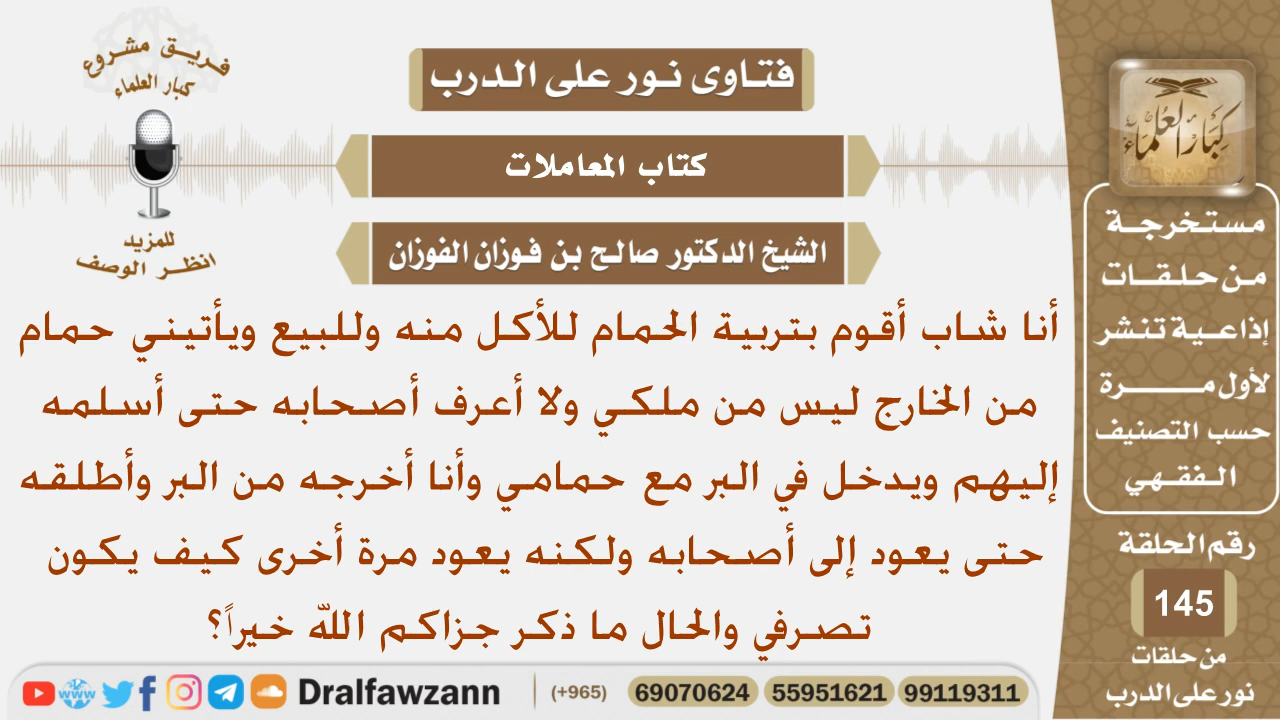 فريق مشروع
كبار العلماء
للمزيد
انظر الوصف
فتاوى نور على الدرب
كتاب المعاملات
الشيخ الدكتور صالح بن فوزان الفوزان
أنا شاب أقوم بتربية الحمام للأكل منه وللبيع ويأتيني حمام
من الخارج ليس من ملكي ولا أعرف أصحابه حتى أسلمه
إليهم ويدخل في البر مع حمامي وأنا أخرجه من البر وأطلقه
حتى يعود إلى أصحابه ولكنه يعود مرة أخرى كيف يكون
تصرفي والحال ما ذكر جزاكم الله خيراً؟
كبار العلماء
مستخرجة
من حلقات
إذاعية تنشر
لأول مرة
حسب التصنيف
الفقهي
رقم الحلقة
145
من حلقات
نور على الدرب
Dralfawzann (+965) 69070624 55951621 99119311